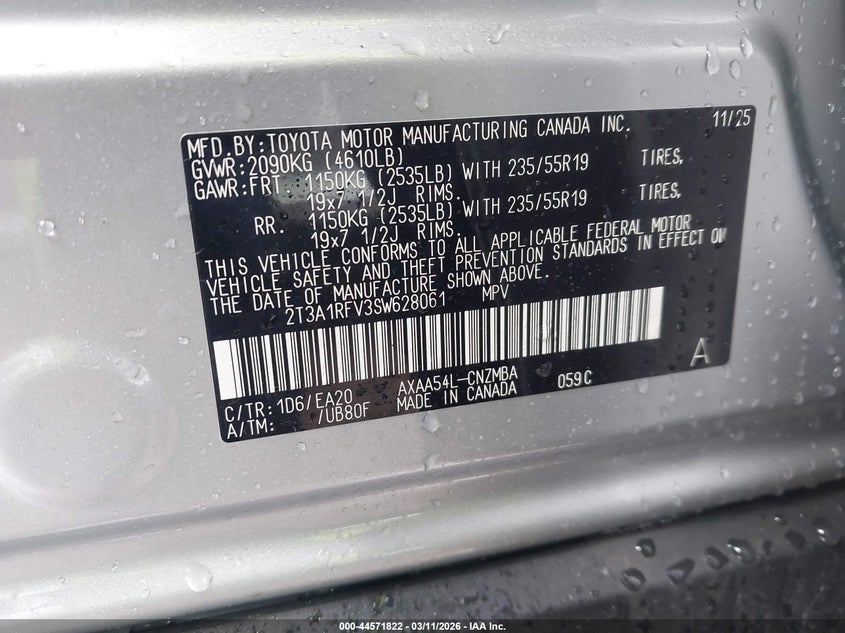 MFD.BY:TOYOTA MOTOR MANUFACTURING CANADA INC. 11/25
GVWR:2090KG (4610LB)
GAWR:FRT. 1150KG (2535LB) WITH 235/55R19 TIRES,
19x7 1/2J RIMS.
RR. 1150KG (2535LB) WITH 235/55R19 TIRES,
19x7 1/2J RIMS.
THIS VEHICLE CONFORMS TO ALL APPLICABLE FEDERAL MOTOR
VEHICLE SAFETY AND THEFT PREVENTION STANDARDS IN EFFECT ON
THE DATE OF MANUFACTURE SHOWN ABOVE.
2T3A1RFV3SW628061 MPV
A
C/TR:1D6/EA20 AXAA54L-CNZMBA 059C
A/TM: /UB80F MADE IN CANADA
000-44571822 - 03/11/2026 - IAA Inc.